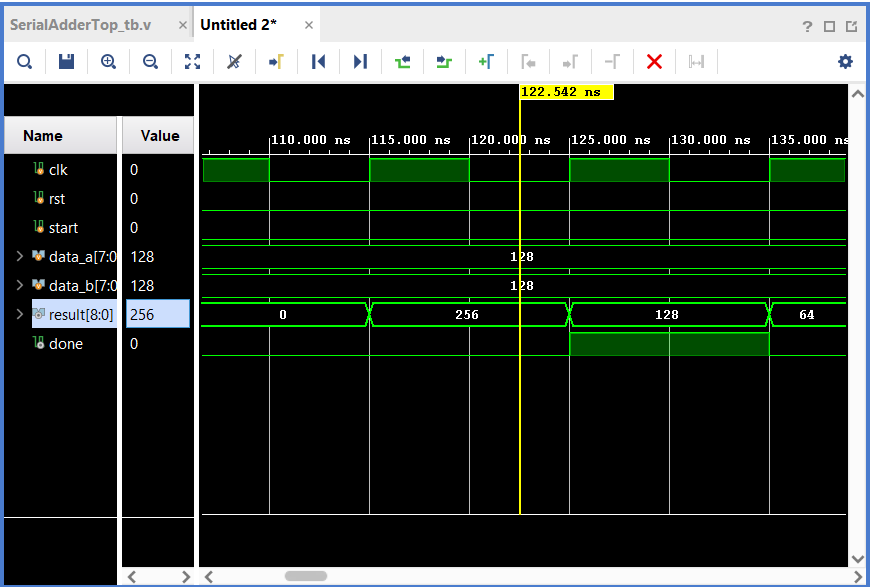 SerialAdderTop_tb.v × Untitled 2* × ?
122.542 ns
Name Value
110.000 ns 115.000 ns 120.000 ns 125.000 ns 130.000 ns 135.000 ns
clk 0
rst 0
start 0
data_a[7:0 128 128
data_b[7:0 128 128
result[8:0] 256 0 256 128 64
done 0